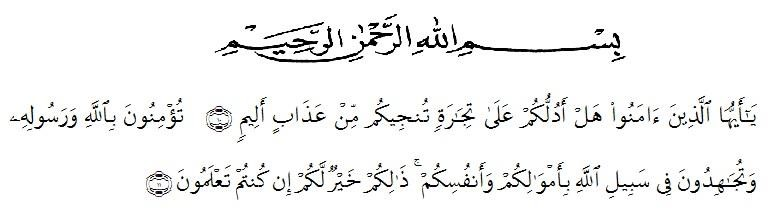 بِسْمِ اللهِ الرَّحْمٰنِ الرَّحِيْمِ
يَـٰٓأَيُّهَا ٱلَّذِينَ ءَامَنُوا۟ هَلْ أَدُلُّكُمْ عَلَىٰ تِجَـٰرَةٍۢ تُنجِيكُم مِّنْ عَذَابٍ أَلِيمٍۢ ۝١٠ تُؤْمِنُونَ بِٱللَّهِ وَرَسُولِهِۦ
وَتُجَـٰهِدُونَ فِى سَبِيلِ ٱللَّهِ بِأَمْوَٰلِكُمْ وَأَنفُسِكُمْ ۚ ذَٰلِكُمْ خَيْرٌۭ لَّكُمْ إِن كُنتُمْ تَعْلَمُونَ ۝١١